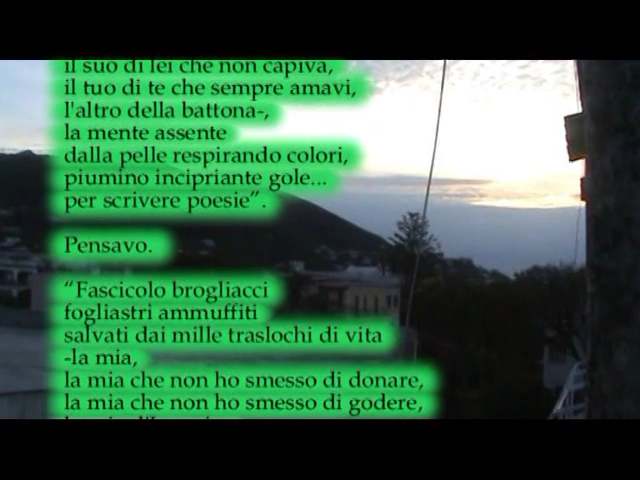 il suo di lei che non capiva,
il tuo di te che sempre amavi,
l'altro della battona-,
la mente assente
dalla pelle respirando colori,
piumino incipriante gole...
per scrivere poesie”.
Pensavo.
“Fascicolo brogliacci
fogliastri ammuffiti
salvati dai mille traslochi di vita
-la mia,
la mia che non ho smesso di donare,
la mia che non ho smesso di godere,